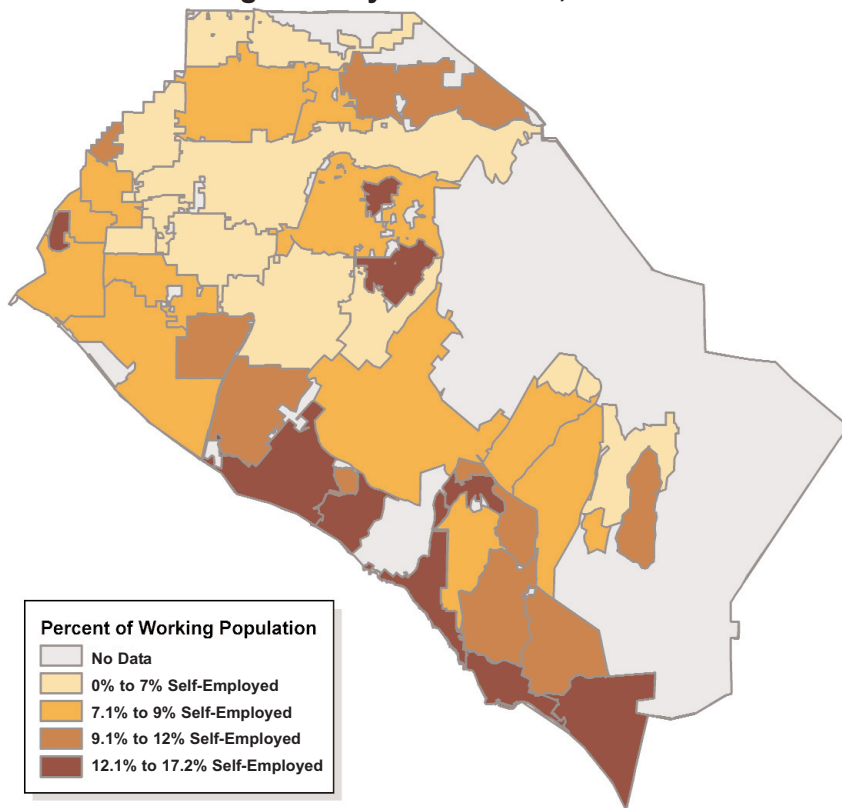 Percent of Working Population
No Data
0% to 7% Self-Employed
7.1% to 9% Self-Employed
9.1% to 12% Self-Employed
12.1% to 17.2% Self-Employed